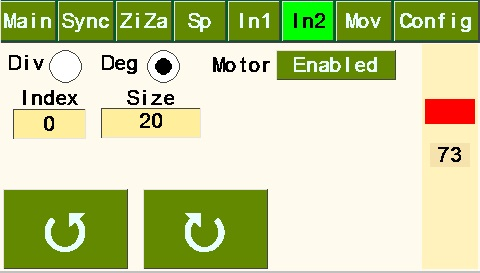 Main Sync ZiZa Sp In1 In2 Mov Config
Div Deg Motor Enabled
Index Size
0 20
73